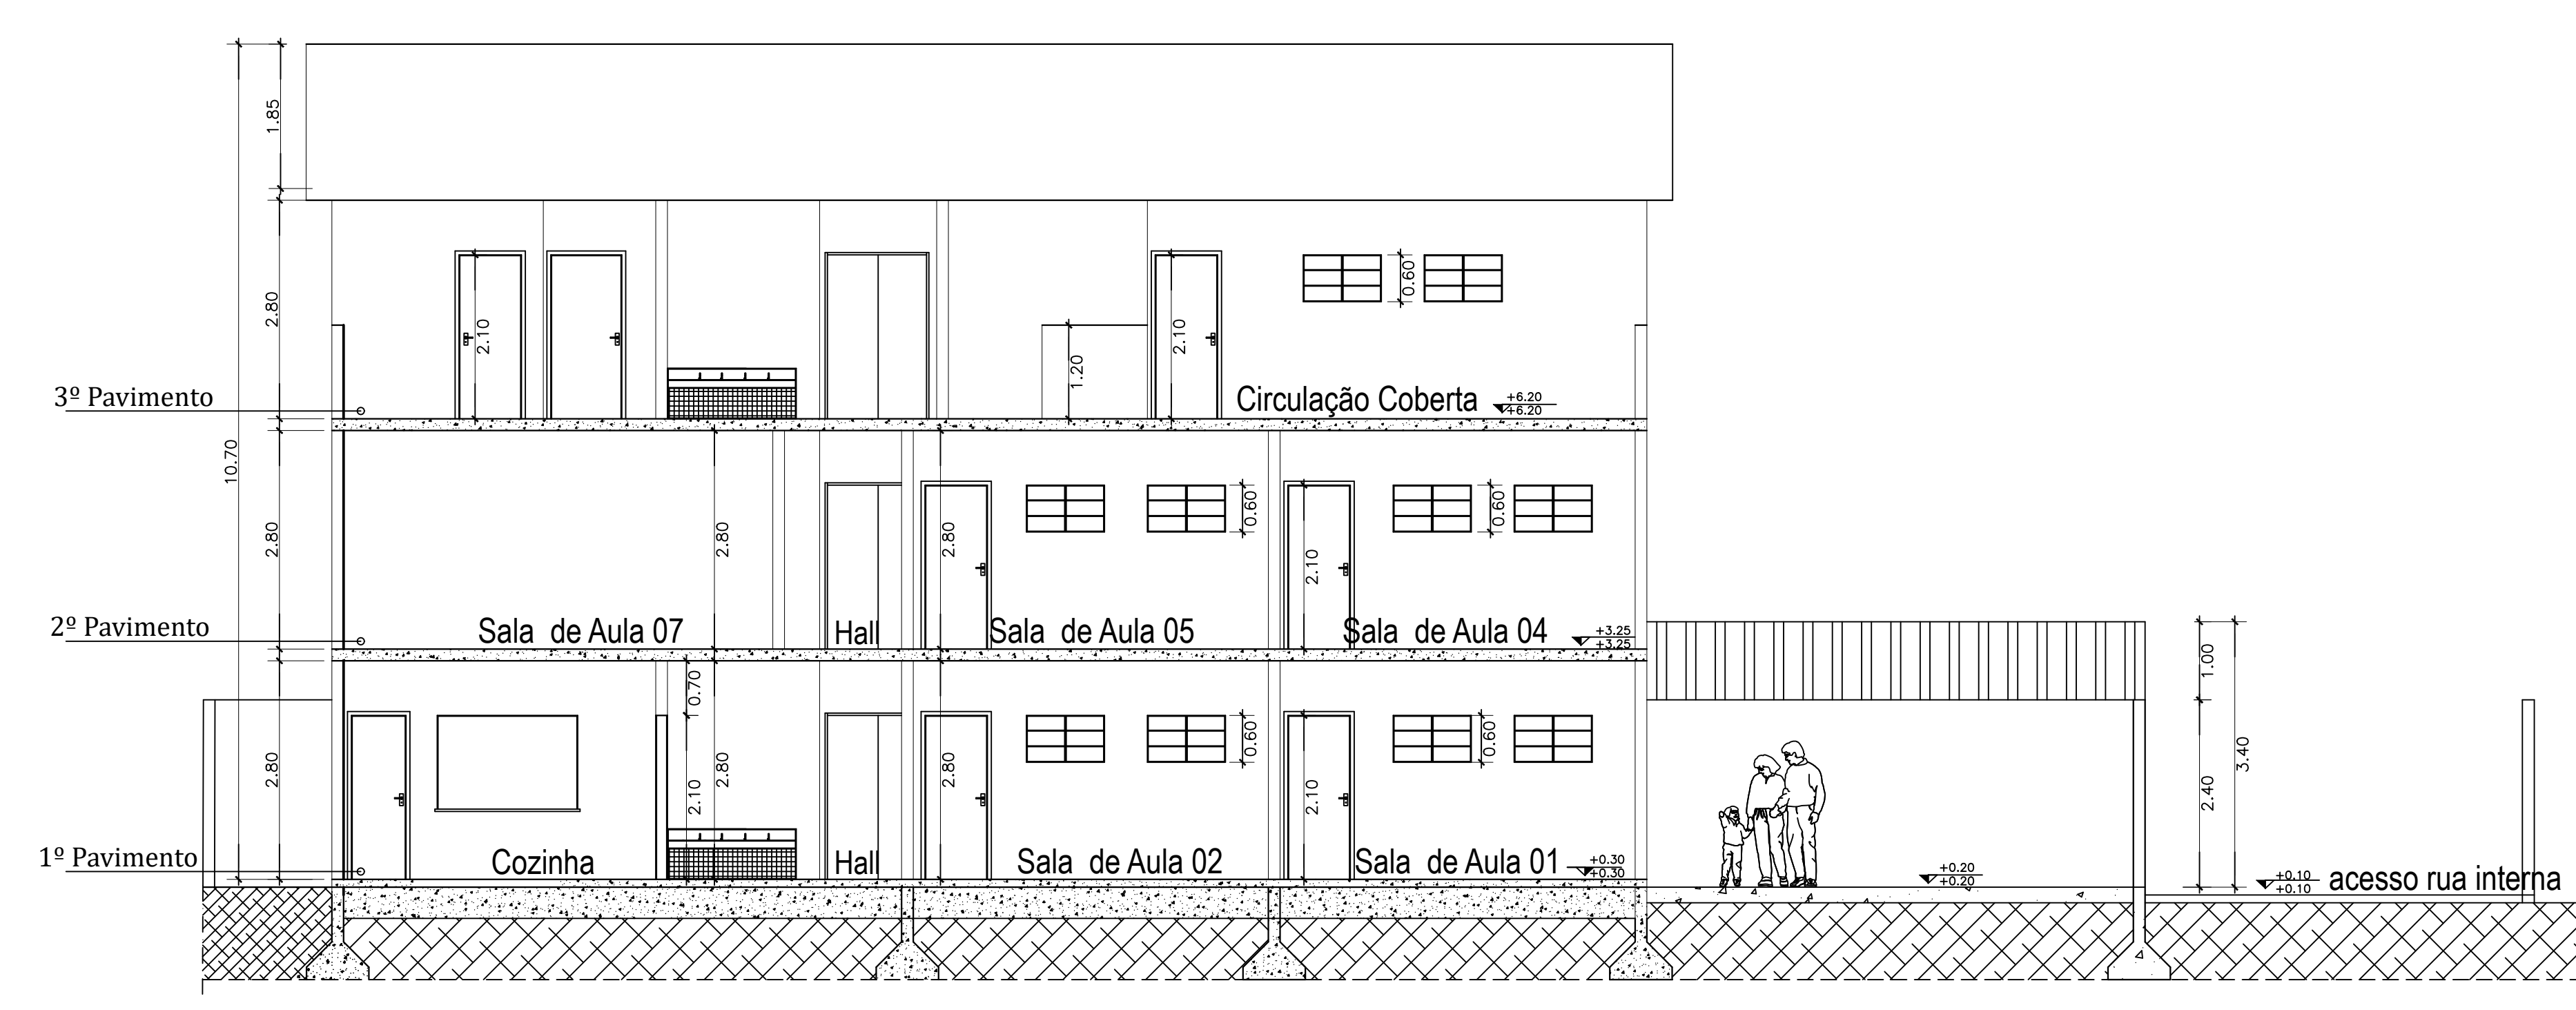 1.85
2.80
2.10
2.10
0.60
1.20
3º Pavimento
Circulação Coberta
+6.20
+6.20
10.70
2.80
2.80
2.80
0.60
2.10
0.60
2º Pavimento
Sala de Aula 07
Hall
Sala de Aula 05
Sala de Aula 04
+3.25
+3.25
0.70
1.00
3.40
2.80
2.10
2.80
2.80
0.60
2.10
0.60
2.40
1º Pavimento
Cozinha
Hall
Sala de Aula 02
Sala de Aula 01
+0.30
+0.30
+0.20
+0.20
+0.10
+0.10
acesso rua interna